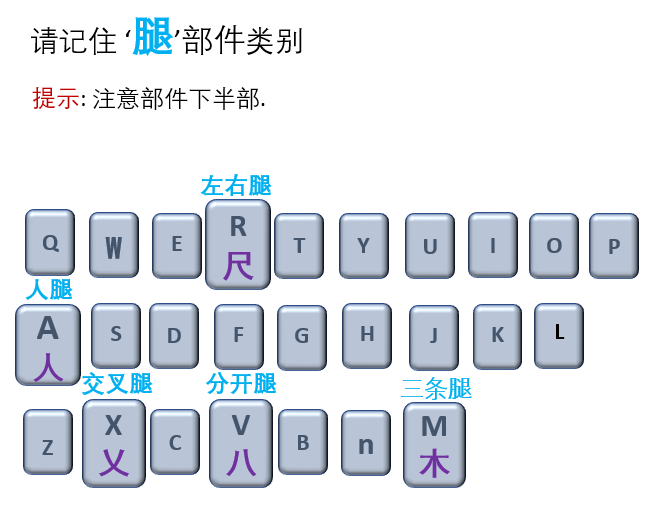 请记住 ‘腿’部件类别
提示: 注意部件下半部.
左右腿
Q W E R T Y U I O P
尺
人腿
A S D F G H J K L
人
交叉腿 分开腿 三条腿
Z X C V B n M
乂 八 木